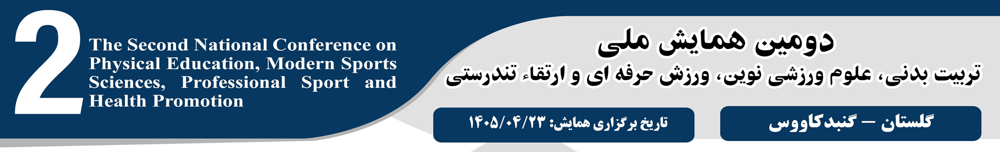 2
The Second National Conference on
Physical Education, Modern Sports
Sciences, Professional Sport and
Health Promotion
دومین همایش ملی
تربیت بدنی، علوم ورزشی نوین، ورزش حرفه ای و ارتقاء تندرستی
گلستان – گنبدکاووس
تاریخ برگزاری همایش: ۱۴۰۵/۰۴/۲۳